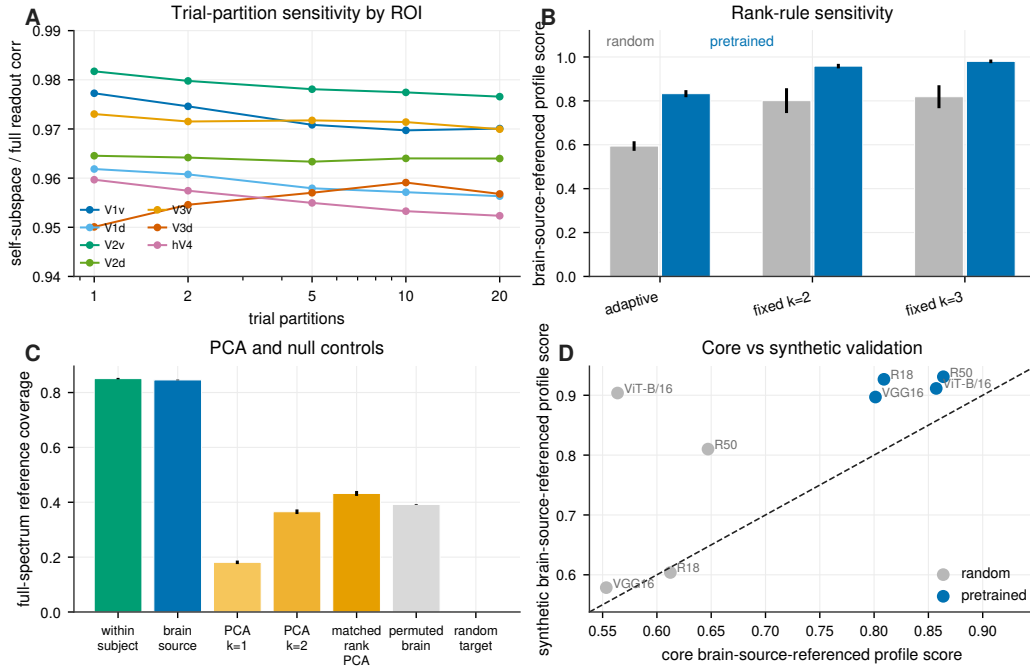 A
Trial-partition sensitivity by ROI
self-subspace / full readout corr
0.99
0.98
0.97
0.96
0.95
0.94
V1v
V1d
V2v
V2d
V3v
V3d
hV4
1
2
5
10
20
trial partitions
B
Rank-rule sensitivity
brain-source-referenced profile score
random
pretrained
1.0
0.8
0.6
0.4
0.2
0.0
adaptive
fixed k=2
fixed k=3
C
PCA and null controls
full-spectrum reference coverage
0.8
0.6
0.4
0.2
0.0
within
subject
brain
source
PCA
k=1
PCA
k=2
matched
rank
PCA
permuted
brain
random
target
D
Core vs synthetic validation
synthetic brain-source-referenced profile score
0.9
0.8
0.7
0.6
ViT-B/16
R50
R18
VGG16
R18
VGG16
R50
ViT-B/16
random
pretrained
0.55
0.60
0.65
0.70
0.75
0.80
0.85
0.90
core brain-source-referenced profile score